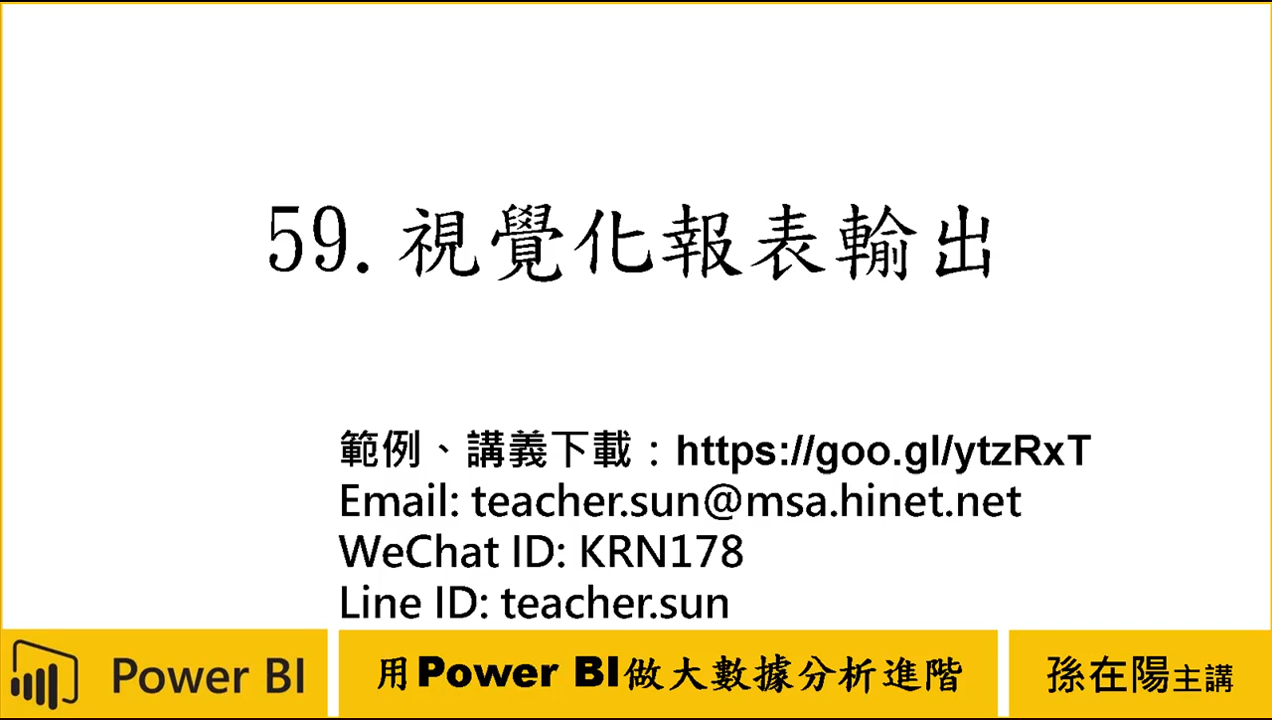 59.視覺化報表輸出
範例、講義下載：https://goo.gl/ytzRxT
Email: teacher.sun@msa.hinet.net
WeChat ID: KRN178
Line ID: teacher.sun
Power BI
用Power BI做大數據分析進階
孫在陽主講